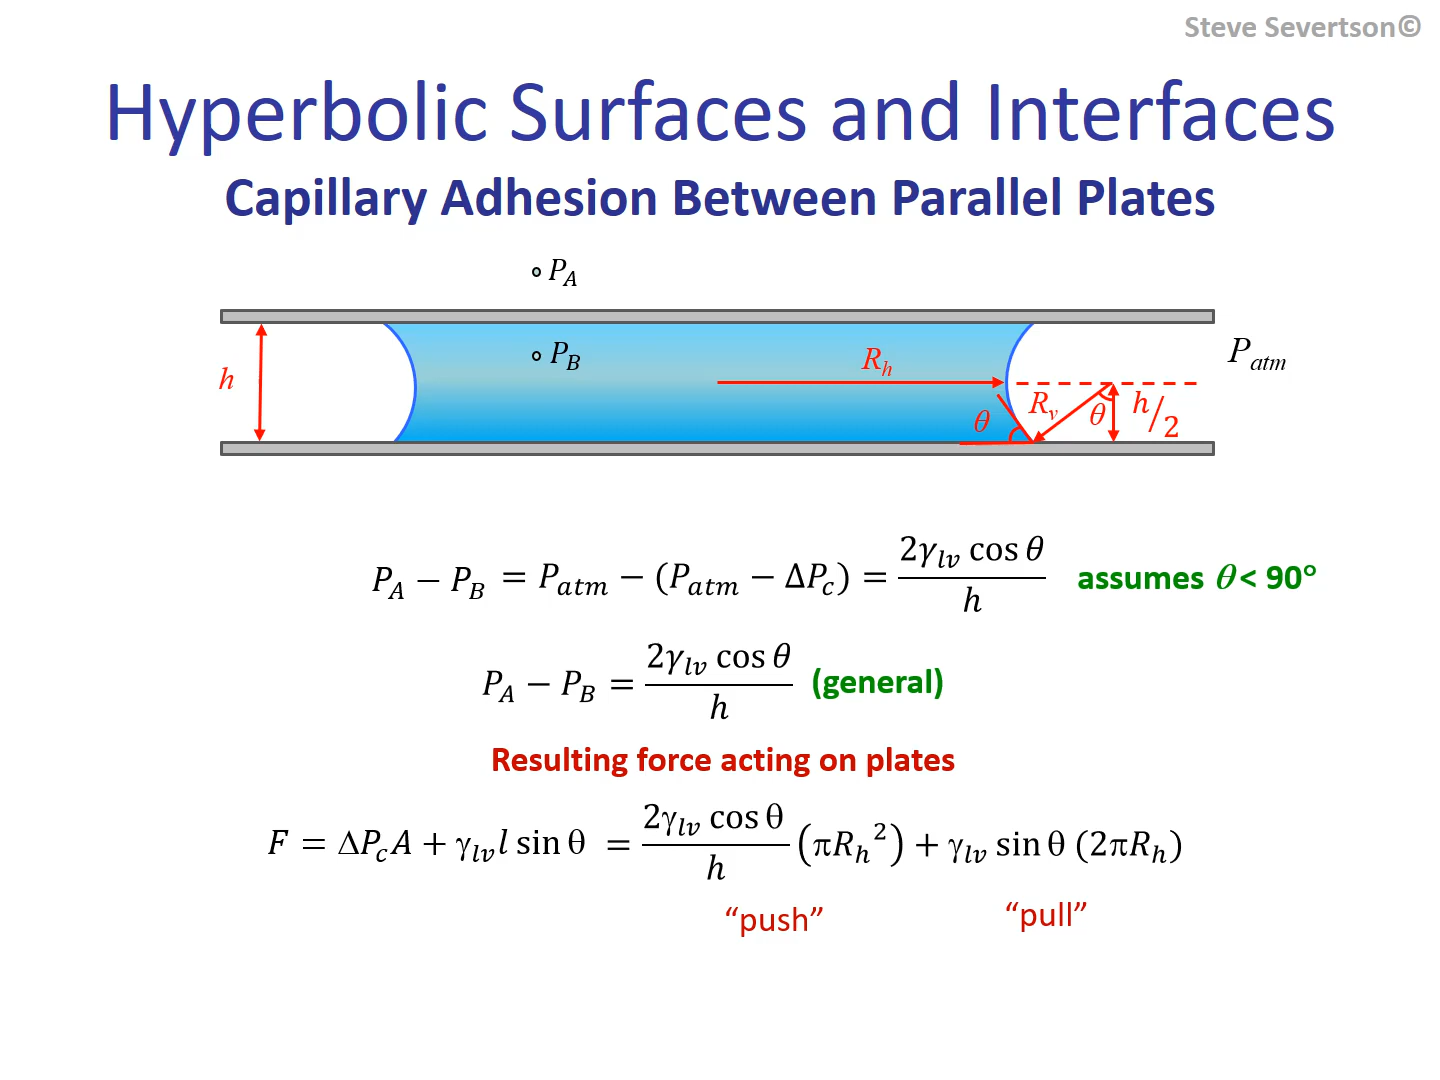 Steve Severtson©
Hyperbolic Surfaces and Interfaces
Capillary Adhesion Between Parallel Plates
∘ P_A
∘ P_B
h
R_h
θ
R_v
θ
h/2
P_atm
P_A − P_B = P_atm − (P_atm − ΔP_c) = 2γ_lv cos θ / h assumes θ < 90°
P_A − P_B = 2γ_lv cos θ / h (general)
Resulting force acting on plates
F = ΔP_c A + γ_lv l sin θ = 2γ_lv cos θ / h (πR_h²) + γ_lv sin θ (2πR_h)
“push” “pull”